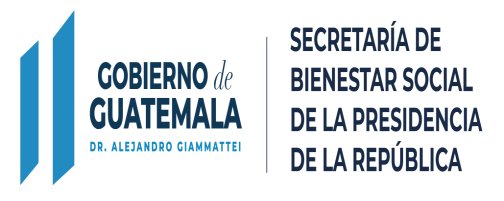 GOBIERNO de
GUATEMALA
DR. ALEJANDRO GIAMMATTEI
SECRETARÍA DE
BIENESTAR SOCIAL
DE LA PRESIDENCIA
DE LA REPÚBLICA